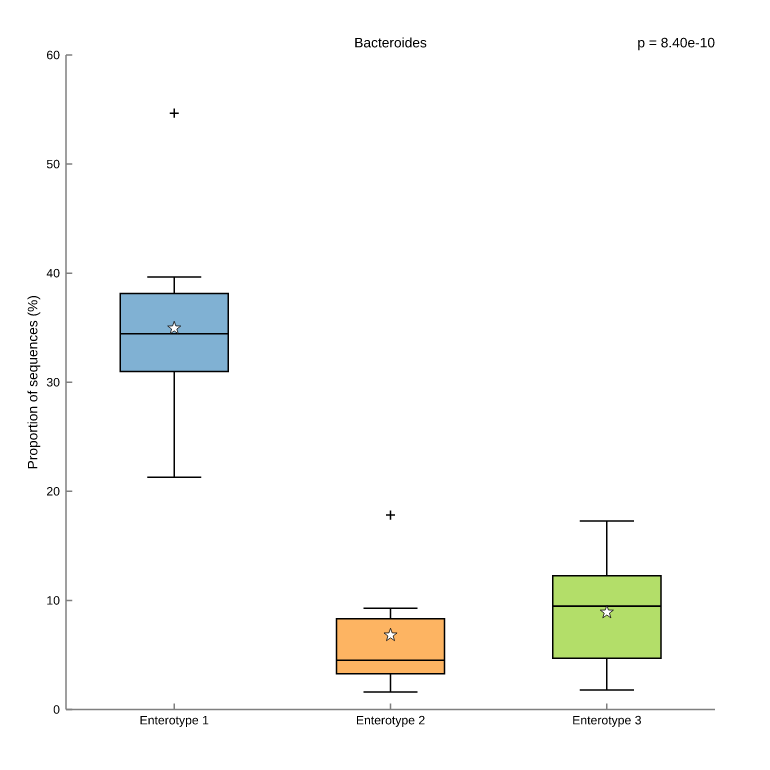 Bacteroides
p = 8.40e-10
Proportion of sequences (%)
60
50
40
30
20
10
0
Enterotype 1
Enterotype 2
Enterotype 3